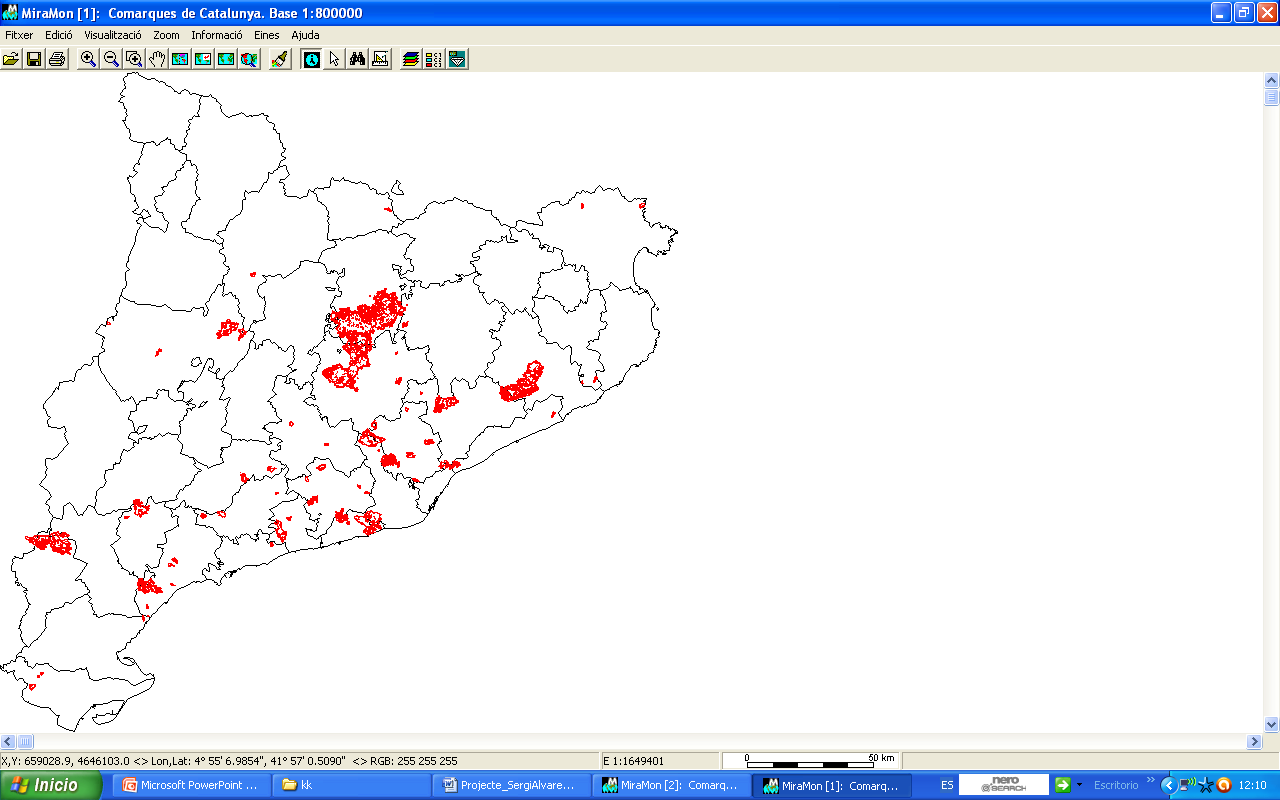 MiraMon [1]:  Comarques de Catalunya. Base 1:800000
Fitxer Edició Visualització Zoom Informació Eines Ajuda
0 50 km
X,Y: 659028.9, 4646103.0 <> Lon,Lat: 4° 55' 6.9854", 41° 57' 0.5090"  <> RGB: 255 255 255 E 1:1649401
Inicio Microsoft PowerPoint ... kk Projecte_SergiAlvare... MiraMon [2]:  Comarq... MiraMon [1]:  Comarq... ES nero SEARCH Escritorio 12:10